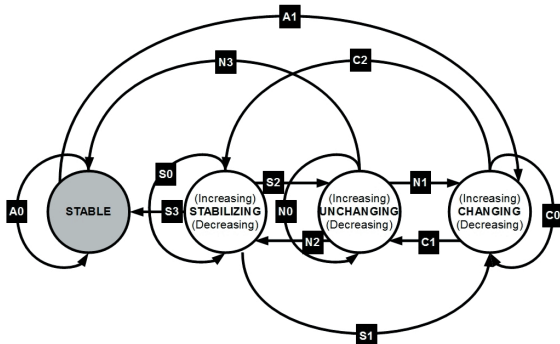 A1
N3
C2
S0
S2
N1
A0
STABLE
S3
(Increasing)
STABILIZING
(Decreasing)
N0
N2
(Increasing)
UNCHANGING
(Decreasing)
C1
(Increasing)
CHANGING
(Decreasing)
C0
S1